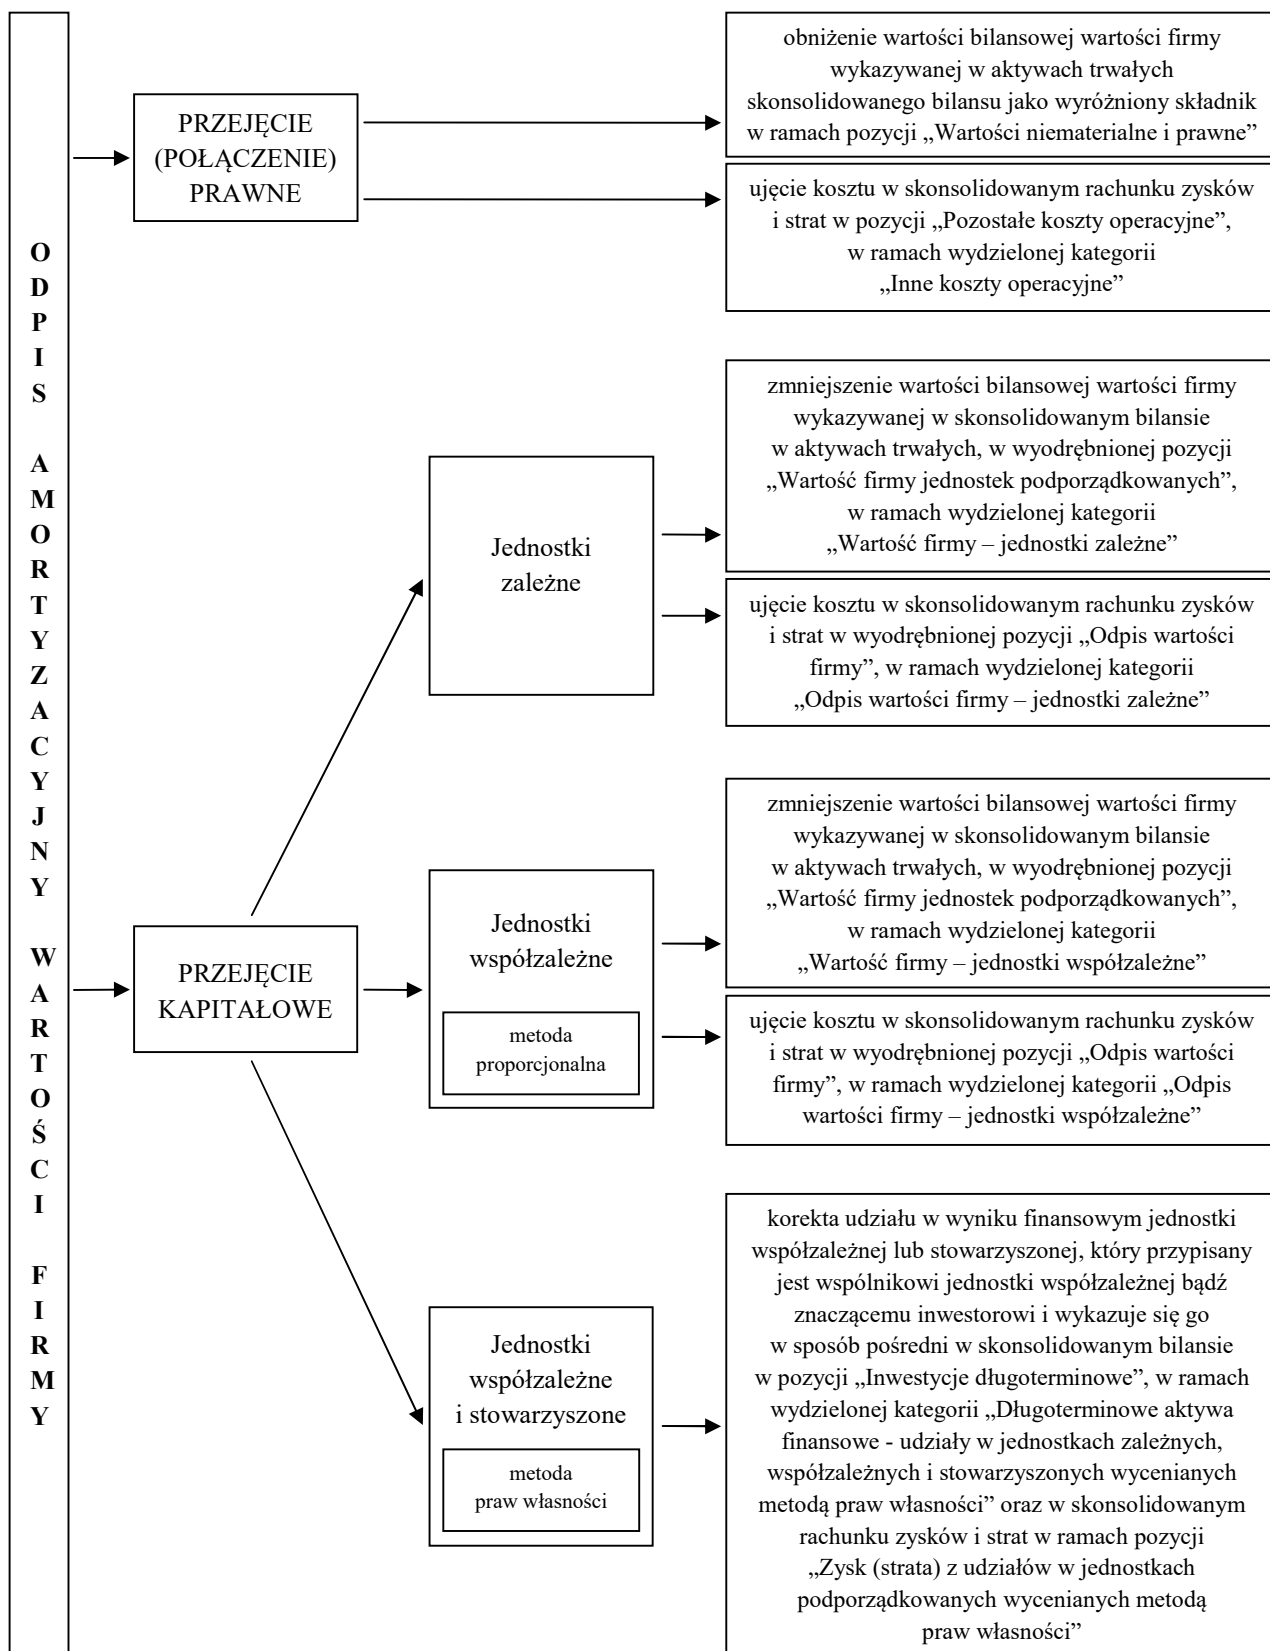 ODPIS AMORTYZACYJNY WARTOŚCI FIRMY
PRZEJĘCIE
(POŁĄCZENIE)
PRAWNE
obniżenie wartości bilansowej wartości firmy
wykazywanej w aktywach trwałych
skonsolidowanego bilansu jako wyróżniony składnik
w ramach pozycji „Wartości niematerialne i prawne”
ujęcie kosztu w skonsolidowanym rachunku zysków
i strat w pozycji „Pozostałe koszty operacyjne”,
w ramach wydzielonej kategorii
„Inne koszty operacyjne”
PRZEJĘCIE
KAPITAŁOWE
Jednostki
zależne
zmniejszenie wartości bilansowej wartości firmy
wykazywanej w skonsolidowanym bilansie
w aktywach trwałych, w wyodrębnionej pozycji
„Wartość firmy jednostek podporządkowanych”,
w ramach wydzielonej kategorii
„Wartość firmy – jednostki zależne”
ujęcie kosztu w skonsolidowanym rachunku zysków
i strat w wyodrębnionej pozycji „Odpis wartości
firmy”, w ramach wydzielonej kategorii
„Odpis wartości firmy – jednostki zależne”
Jednostki
współzależne
metoda
proporcjonalna
zmniejszenie wartości bilansowej wartości firmy
wykazywanej w skonsolidowanym bilansie
w aktywach trwałych, w wyodrębnionej pozycji
„Wartość firmy jednostek podporządkowanych”,
w ramach wydzielonej kategorii
„Wartość firmy – jednostki współzależne”
ujęcie kosztu w skonsolidowanym rachunku zysków
i strat w wyodrębnionej pozycji „Odpis wartości
firmy”, w ramach wydzielonej kategorii „Odpis
wartości firmy – jednostki współzależne”
Jednostki
współzależne
i stowarzyszone
metoda
praw własności
korekta udziału w wyniku finansowym jednostki
współzależnej lub stowarzyszonej, który przypisany
jest wspólnikowi jednostki współzależnej bądź
znaczącemu inwestorowi i wykazuje się go
w sposób pośredni w skonsolidowanym bilansie
w pozycji „Inwestycje długoterminowe”, w ramach
wydzielonej kategorii „Długoterminowe aktywa
finansowe - udziały w jednostkach zależnych,
współzależnych i stowarzyszonych wycenianych
metodą praw własności” oraz w skonsolidowanym
rachunku zysków i strat w ramach pozycji
„Zysk (strata) z udziałów w jednostkach
podporządkowanych wycenianych metodą
praw własności”